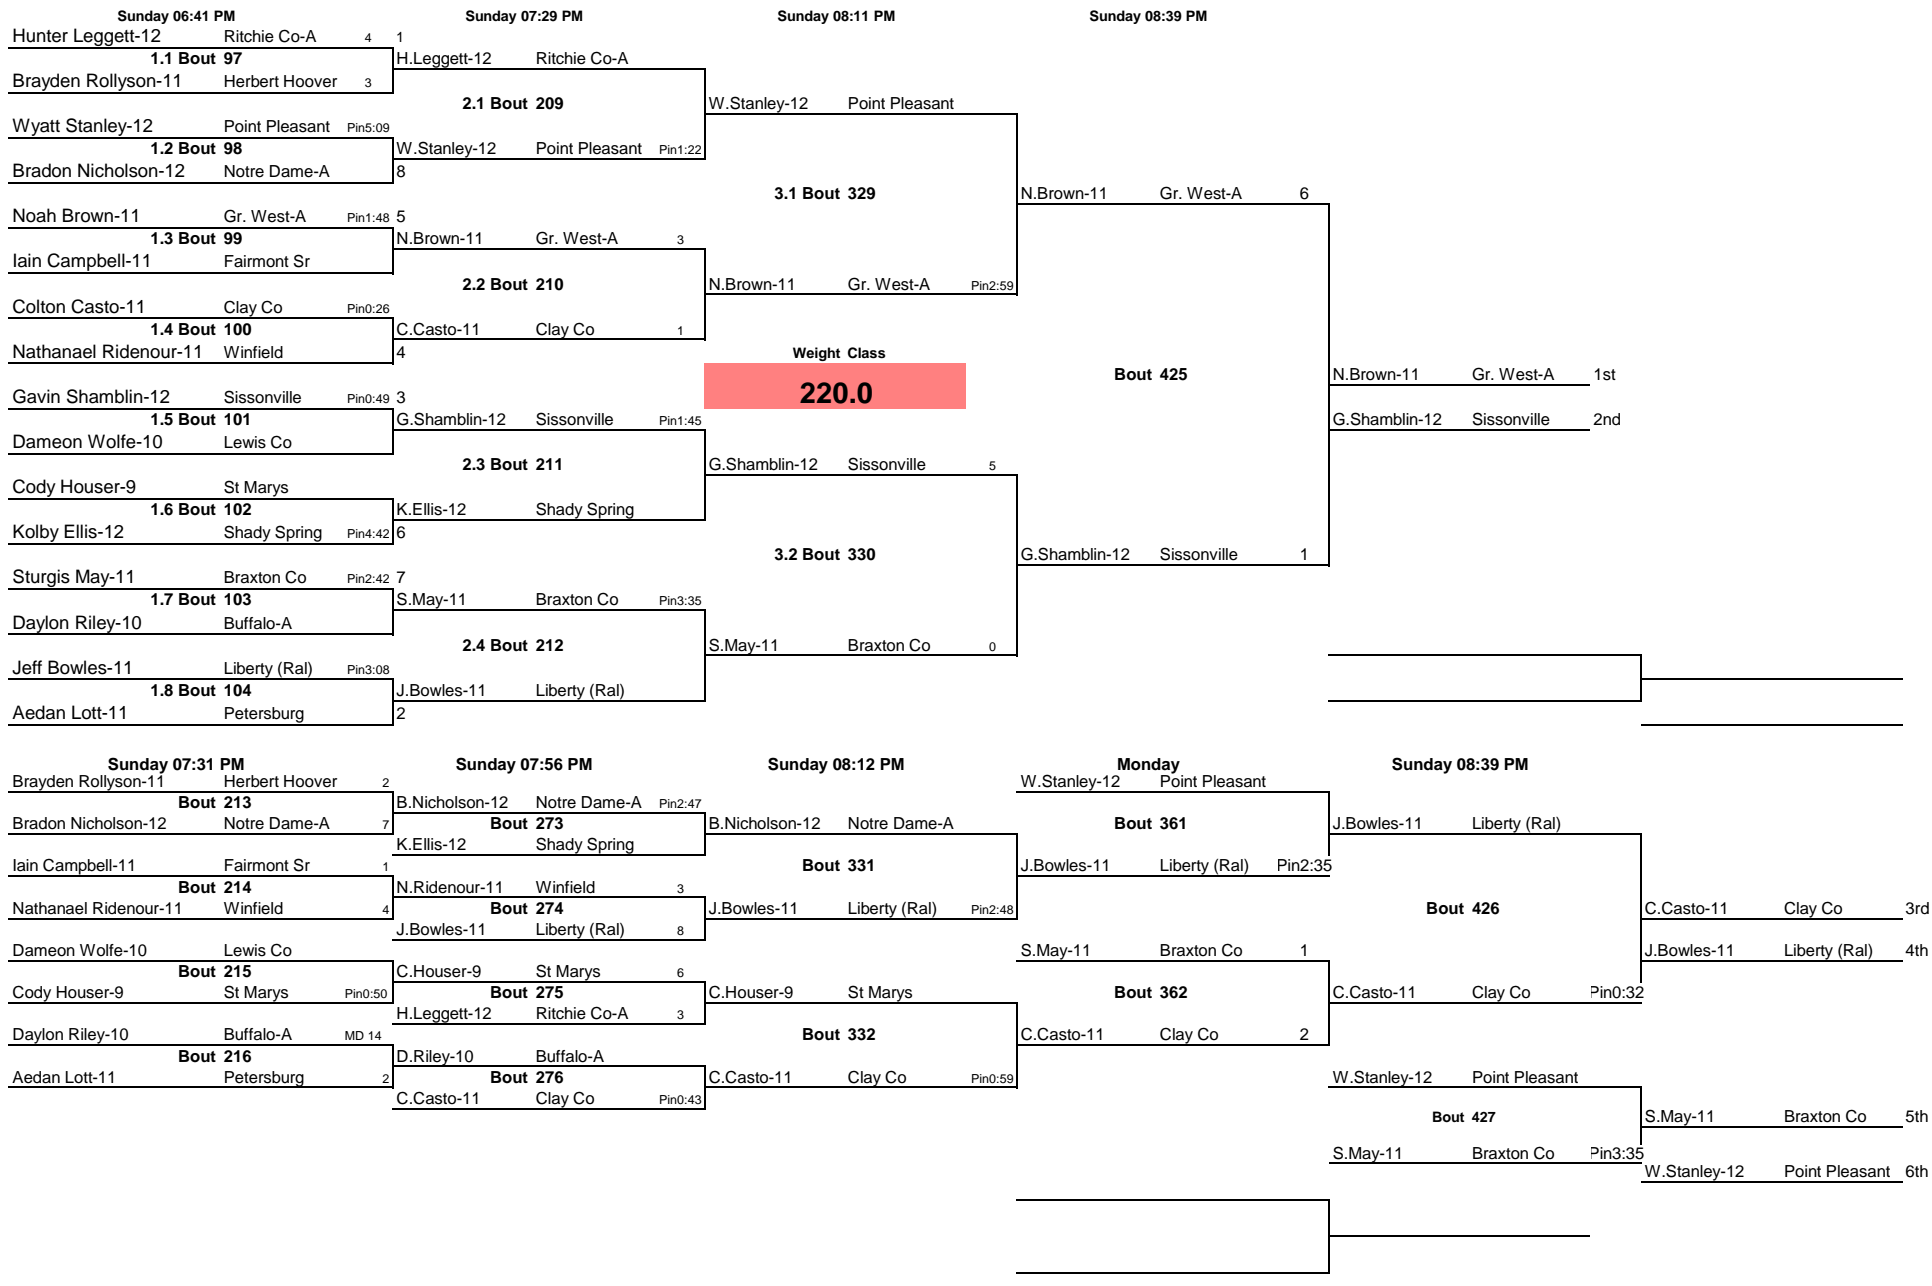 Sunday 06:41 PM Sunday 07:29 PM Sunday 08:11 PM Sunday 08:39 PM
Hunter Leggett-12 Ritchie Co-A 4 1
1.1 Bout 97 H.Leggett-12 Ritchie Co-A
Brayden Rollyson-11 Herbert Hoover 3
2.1 Bout 209 W.Stanley-12 Point Pleasant
Wyatt Stanley-12 Point Pleasant Pin5:09
1.2 Bout 98 W.Stanley-12 Point Pleasant Pin1:22
Bradon Nicholson-12 Notre Dame-A 8
3.1 Bout 329 N.Brown-11 Gr. West-A 6
Noah Brown-11 Gr. West-A Pin1:48 5
1.3 Bout 99 N.Brown-11 Gr. West-A 3
Iain Campbell-11 Fairmont Sr
2.2 Bout 210 N.Brown-11 Gr. West-A Pin2:59
Colton Casto-11 Clay Co Pin0:26
1.4 Bout 100 C.Casto-11 Clay Co 1
Nathanael Ridenour-11 Winfield 4 Weight Class
Bout 425 N.Brown-11 Gr. West-A 1st
Gavin Shamblin-12 Sissonville Pin0:49 3 220.0
1.5 Bout 101 G.Shamblin-12 Sissonville Pin1:45 G.Shamblin-12 Sissonville 2nd
Dameon Wolfe-10 Lewis Co
2.3 Bout 211 G.Shamblin-12 Sissonville 5
Cody Houser-9 St Marys
1.6 Bout 102 K.Ellis-12 Shady Spring
Kolby Ellis-12 Shady Spring Pin4:42 6
3.2 Bout 330 G.Shamblin-12 Sissonville 1
Sturgis May-11 Braxton Co Pin2:42 7
1.7 Bout 103 S.May-11 Braxton Co Pin3:35
Daylon Riley-10 Buffalo-A
2.4 Bout 212 S.May-11 Braxton Co 0
Jeff Bowles-11 Liberty (Ral) Pin3:08
1.8 Bout 104 J.Bowles-11 Liberty (Ral)
Aedan Lott-11 Petersburg 2
Sunday 07:31 PM Sunday 07:56 PM Sunday 08:12 PM Monday Sunday 08:39 PM
Brayden Rollyson-11 Herbert Hoover 2 W.Stanley-12 Point Pleasant
Bout 213 B.Nicholson-12 Notre Dame-A Pin2:47
Bradon Nicholson-12 Notre Dame-A 7 Bout 273 B.Nicholson-12 Notre Dame-A Bout 361 J.Bowles-11 Liberty (Ral)
K.Ellis-12 Shady Spring
Iain Campbell-11 Fairmont Sr 1 Bout 331 J.Bowles-11 Liberty (Ral) Pin2:35
Bout 214 N.Ridenour-11 Winfield 3
Nathanael Ridenour-11 Winfield 4 Bout 274 J.Bowles-11 Liberty (Ral) Pin2:48 Bout 426 C.Casto-11 Clay Co 3rd
J.Bowles-11 Liberty (Ral) 8
Dameon Wolfe-10 Lewis Co S.May-11 Braxton Co 1 J.Bowles-11 Liberty (Ral) 4th
Bout 215 C.Houser-9 St Marys 6
Cody Houser-9 St Marys Pin0:50 Bout 275 C.Houser-9 St Marys Bout 362 C.Casto-11 Clay Co Pin0:32
H.Leggett-12 Ritchie Co-A 3
Daylon Riley-10 Buffalo-A MD 14 Bout 332 C.Casto-11 Clay Co 2
Bout 216 D.Riley-10 Buffalo-A
Aedan Lott-11 Petersburg 2 Bout 276 C.Casto-11 Clay Co Pin0:59 W.Stanley-12 Point Pleasant
C.Casto-11 Clay Co Pin0:43
Bout 427 S.May-11 Braxton Co 5th
S.May-11 Braxton Co Pin3:35
W.Stanley-12 Point Pleasant 6th